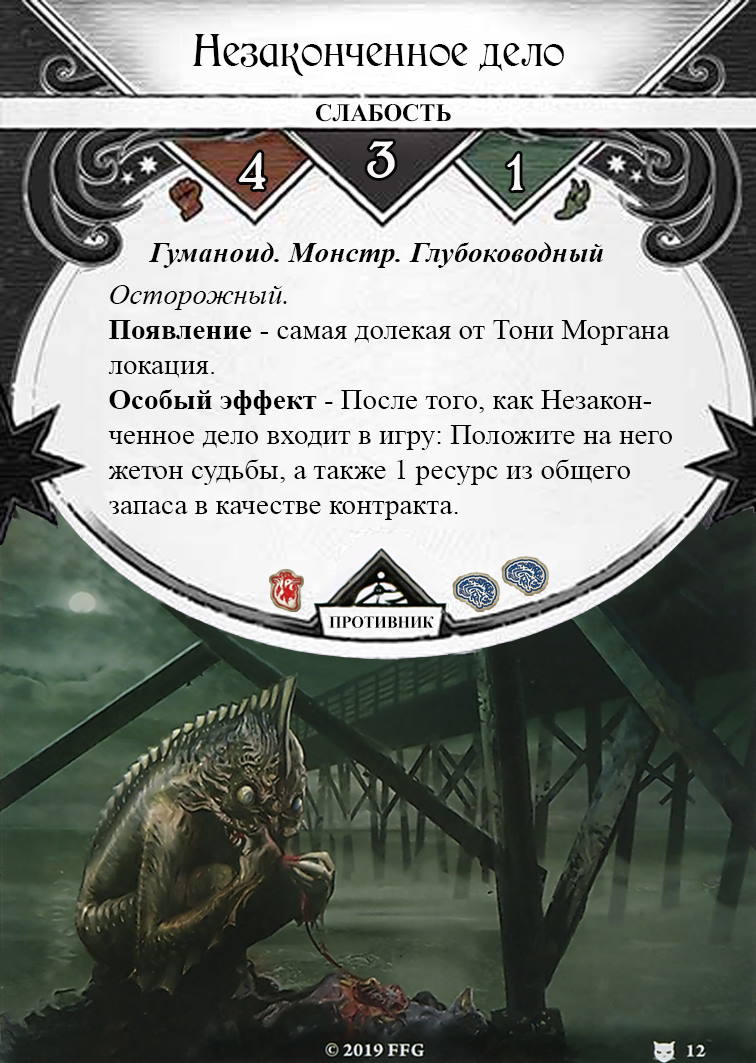 Незаконченное дело
СЛАБОСТЬ
4 3 1
Гуманоид. Монстр. Глубоководный
Осторожный.
Появление - самая долекая от Тони Моргана
локация.
Особый эффект - После того, как Незакон-
ченное дело входит в игру: Положите на него
жетон судьбы, а также 1 ресурс из общего
запаса в качестве контракта.
ПРОТИВНИК
© 2019 FFG
12